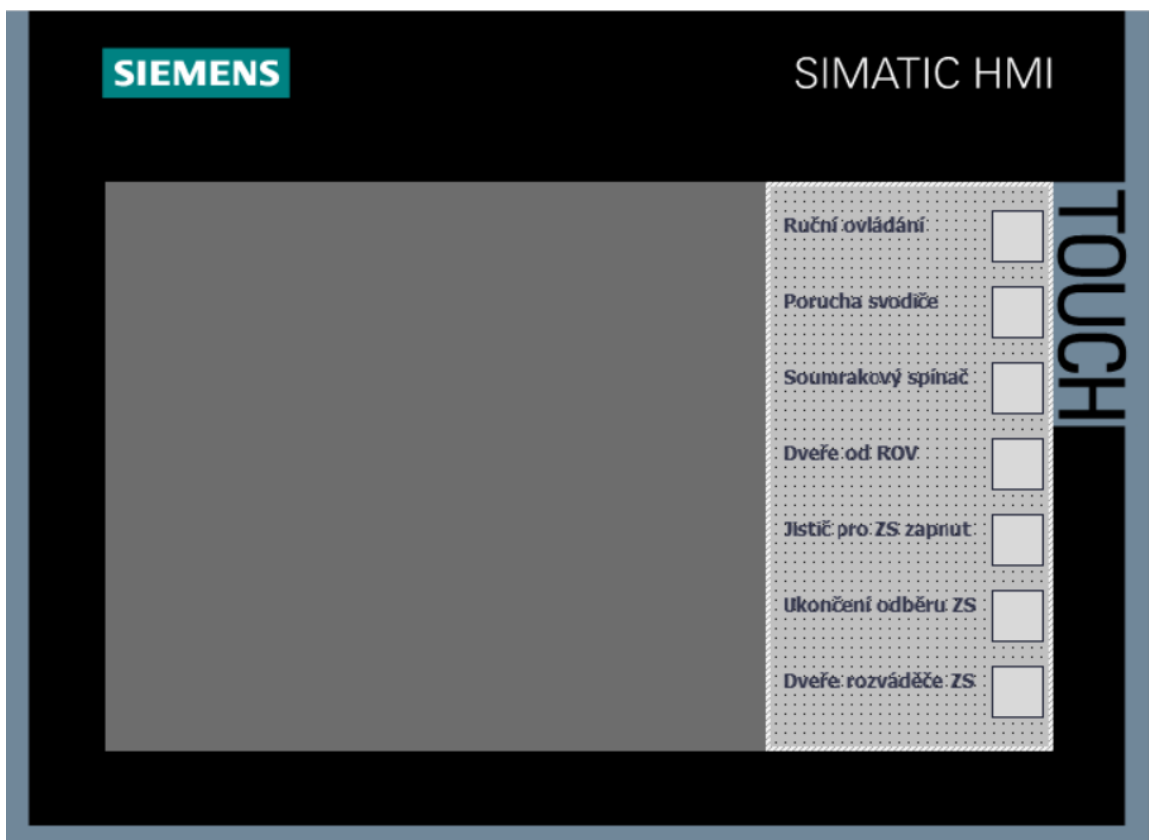 SIEMENS
SIMATIC HMI
TOUCH
Ruční ovládání
Porucha svodiče
Soumrakový spínač
Dveře od ROV
Jistič pro ZS zapnut
Ukončení odběru ZS
Dveře rozváděče ZS